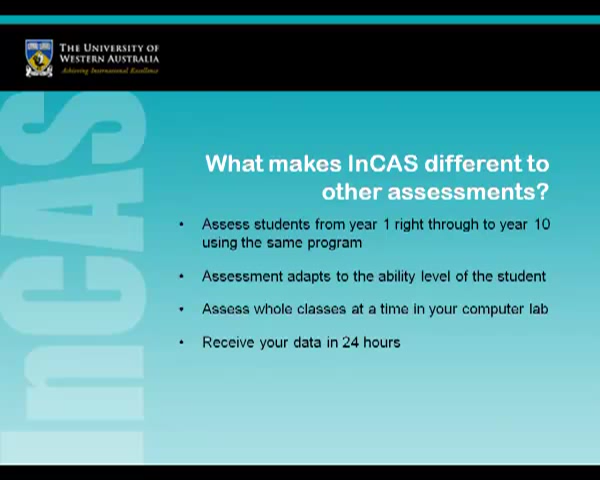 THE UNIVERSITY OF
WESTERN AUSTRALIA
Achieving International Excellence
InCAS
What makes InCAS different to
other assessments?
• Assess students from year 1 right through to year 10
using the same program
• Assessment adapts to the ability level of the student
• Assess whole classes at a time in your computer lab
• Receive your data in 24 hours